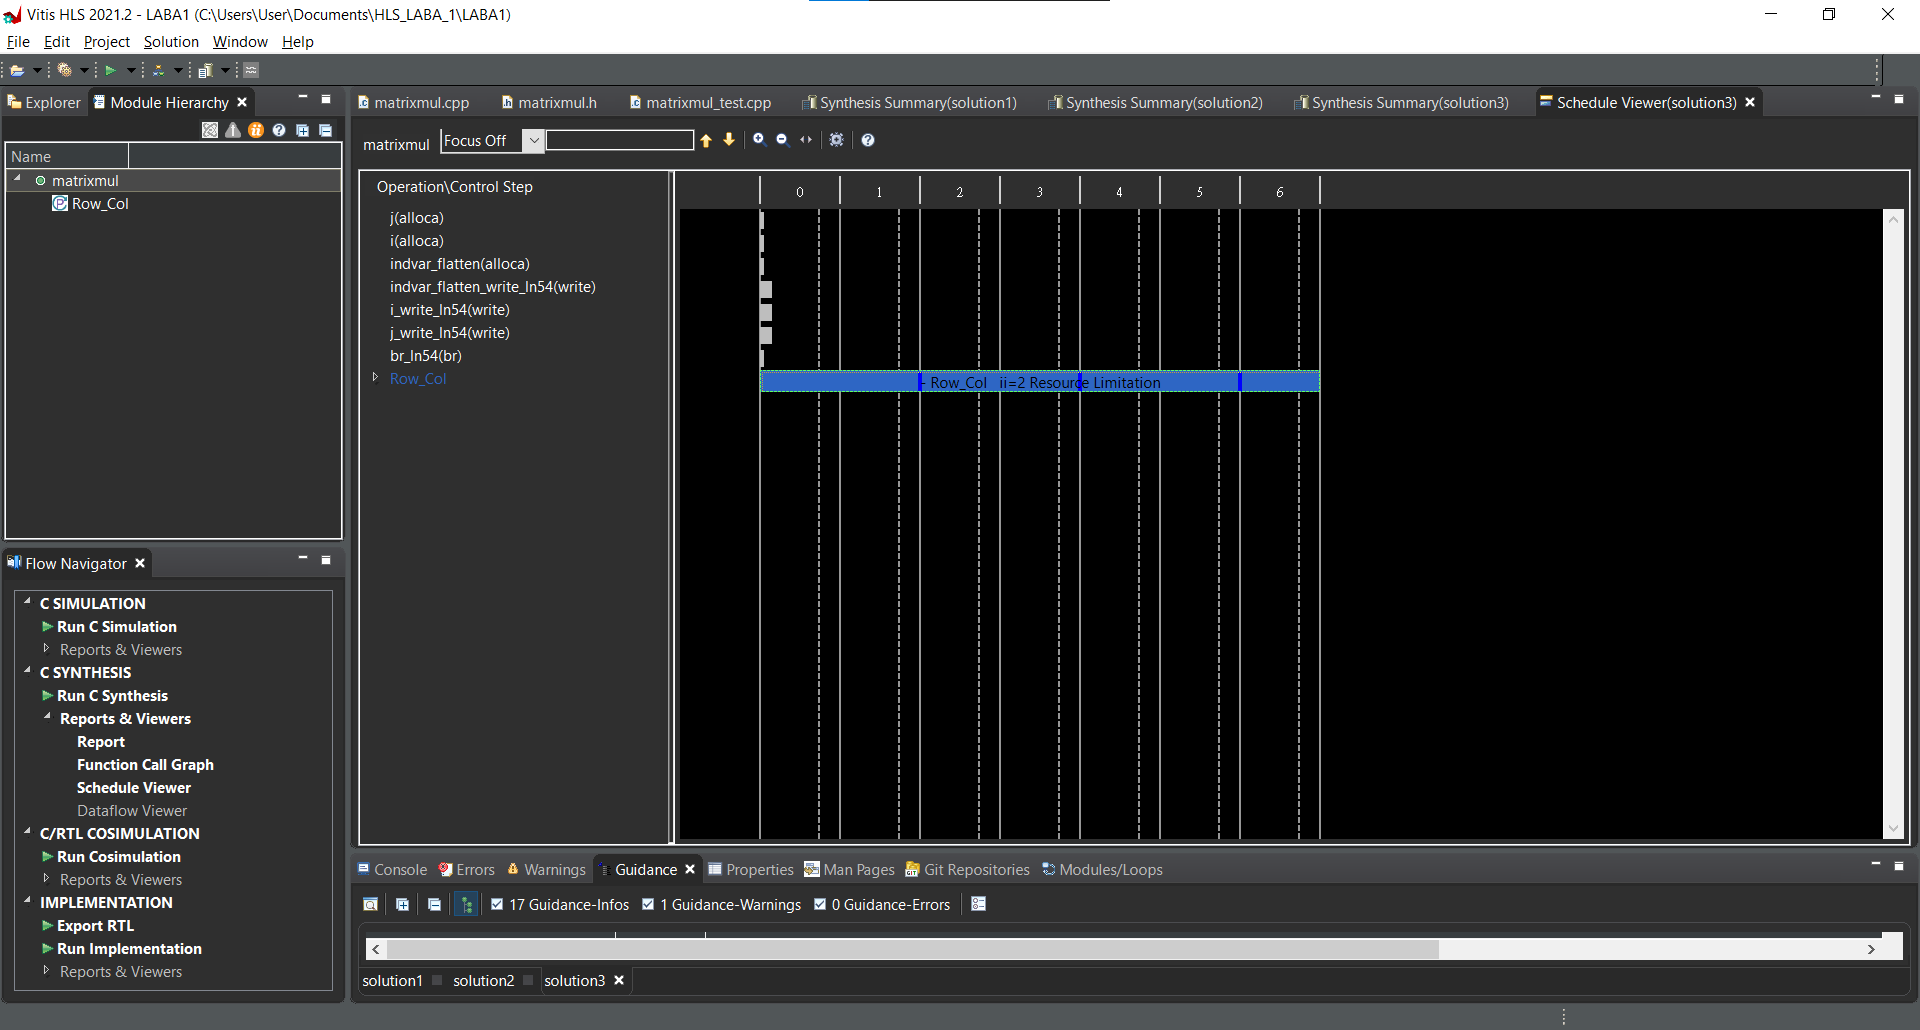 Vitis HLS 2021.2 - LABA1 (C:\Users\User\Documents\HLS_LABA_1\LABA1)
File Edit Project Solution Window Help
Explorer Module Hierarchy
Name
matrixmul
Row_Col
matrixmul.cpp matrixmul.h matrixmul_test.cpp Synthesis Summary(solution1) Synthesis Summary(solution2) Synthesis Summary(solution3) Schedule Viewer(solution3)
matrixmul Focus Off
Operation\Control Step 0 1 2 3 4 5 6
j(alloca)
i(alloca)
indvar_flatten(alloca)
indvar_flatten_write_ln54(write)
i_write_ln54(write)
j_write_ln54(write)
br_ln54(br)
Row_Col
- Row_Col ii=2 Resource Limitation
Flow Navigator
C SIMULATION
Run C Simulation
Reports & Viewers
C SYNTHESIS
Run C Synthesis
Reports & Viewers
Report
Function Call Graph
Schedule Viewer
Dataflow Viewer
C/RTL COSIMULATION
Run Cosimulation
Reports & Viewers
IMPLEMENTATION
Export RTL
Run Implementation
Reports & Viewers
Console Errors Warnings Guidance Properties Man Pages Git Repositories Modules/Loops
17 Guidance-Infos 1 Guidance-Warnings 0 Guidance-Errors
solution1 solution2 solution3